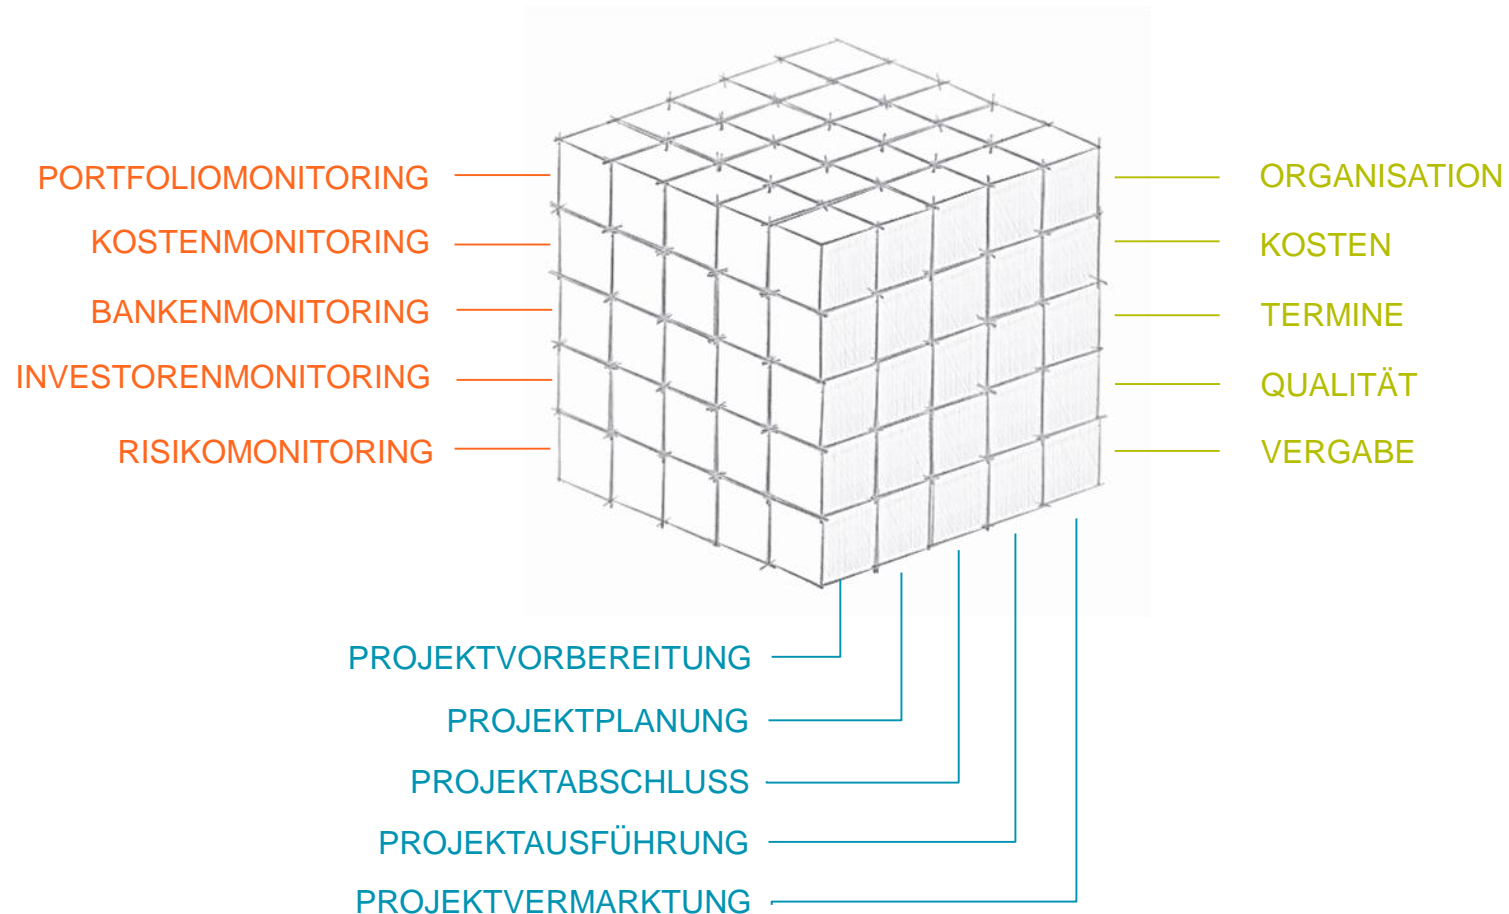 PORTFOLIOMONITORING
KOSTENMONITORING
BANKENMONITORING
INVESTORENMONITORING
RISIKOMONITORING
ORGANISATION
KOSTEN
TERMINE
QUALITÄT
VERGABE
PROJEKTVORBEREITUNG
PROJEKTPLANUNG
PROJEKTABSCHLUSS
PROJEKTAUSFÜHRUNG
PROJEKTVERMARKTUNG